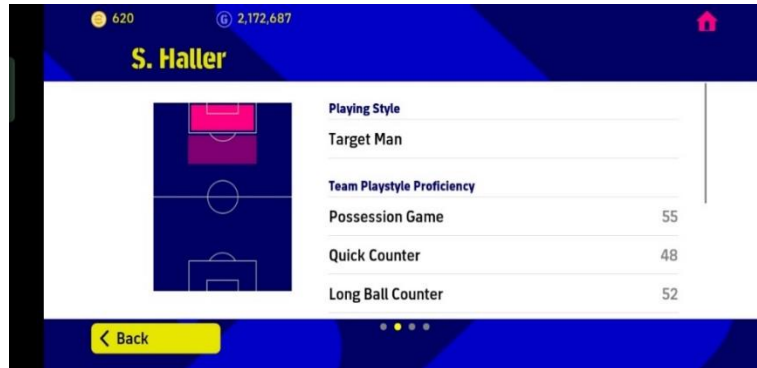 620
2,172,687
S. Haller
Playing Style
Target Man
Team Playstyle Proficiency
Possession Game 55
Quick Counter 48
Long Ball Counter 52
Back